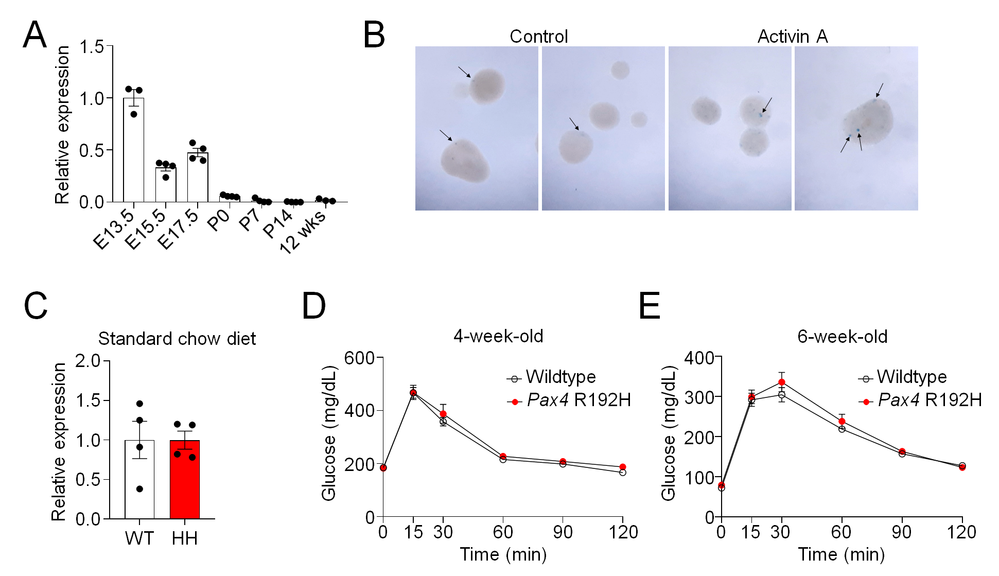 A
Relative expression
1.5
1.0
0.5
0.0
E13.5
E15.5
E17.5
P0
P7
P14
12 wks
B
Control
Activin A
C
Standard chow diet
Relative expression
2.0
1.5
1.0
0.5
0.0
WT
HH
D
4-week-old
Glucose (mg/dL)
600
400
200
0
Wildtype
Pax4 R192H
0 15 30 60 90 120
Time (min)
E
6-week-old
Glucose (mg/dL)
400
300
200
100
0
Wildtype
Pax4 R192H
0 15 30 60 90 120
Time (min)